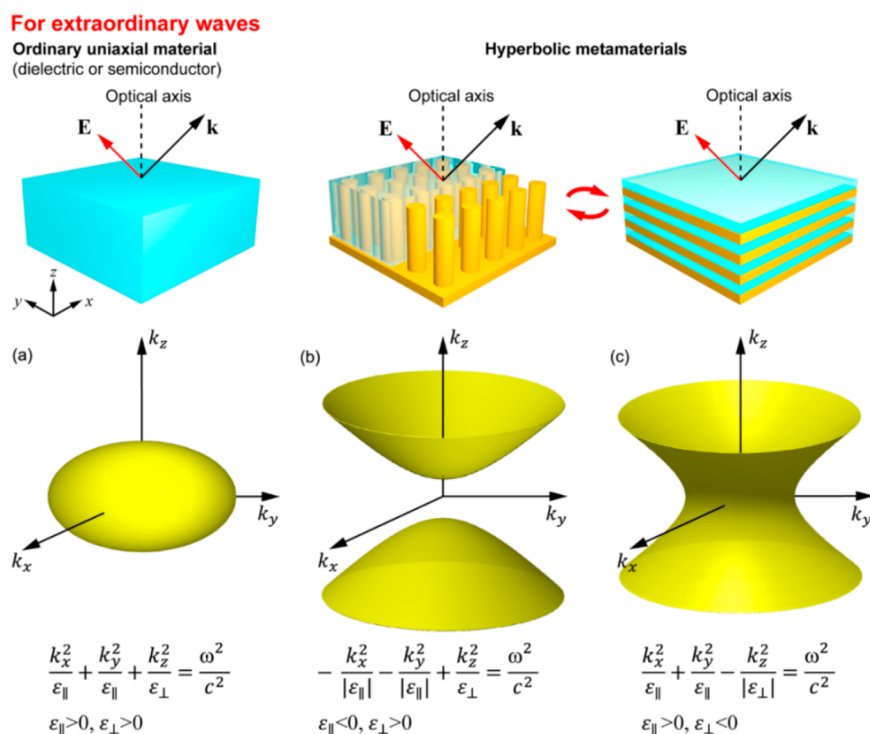 For extraordinary waves
Ordinary uniaxial material
(dielectric or semiconductor)
Hyperbolic metamaterials
Optical axis
E
k
Optical axis
E
k
Optical axis
E
k
z
y
x
(a)
k_z
k_y
k_x
(b)
k_z
k_y
k_x
(c)
k_z
k_y
k_x
k_x^2/ε_∥ + k_y^2/ε_∥ + k_z^2/ε_⊥ = ω^2/c^2
ε_∥>0, ε_⊥>0
- k_x^2/|ε_∥| - k_y^2/|ε_∥| + k_z^2/ε_⊥ = ω^2/c^2
ε_∥<0, ε_⊥>0
k_x^2/ε_∥ + k_y^2/ε_∥ - k_z^2/|ε_⊥| = ω^2/c^2
ε_∥>0, ε_⊥<0